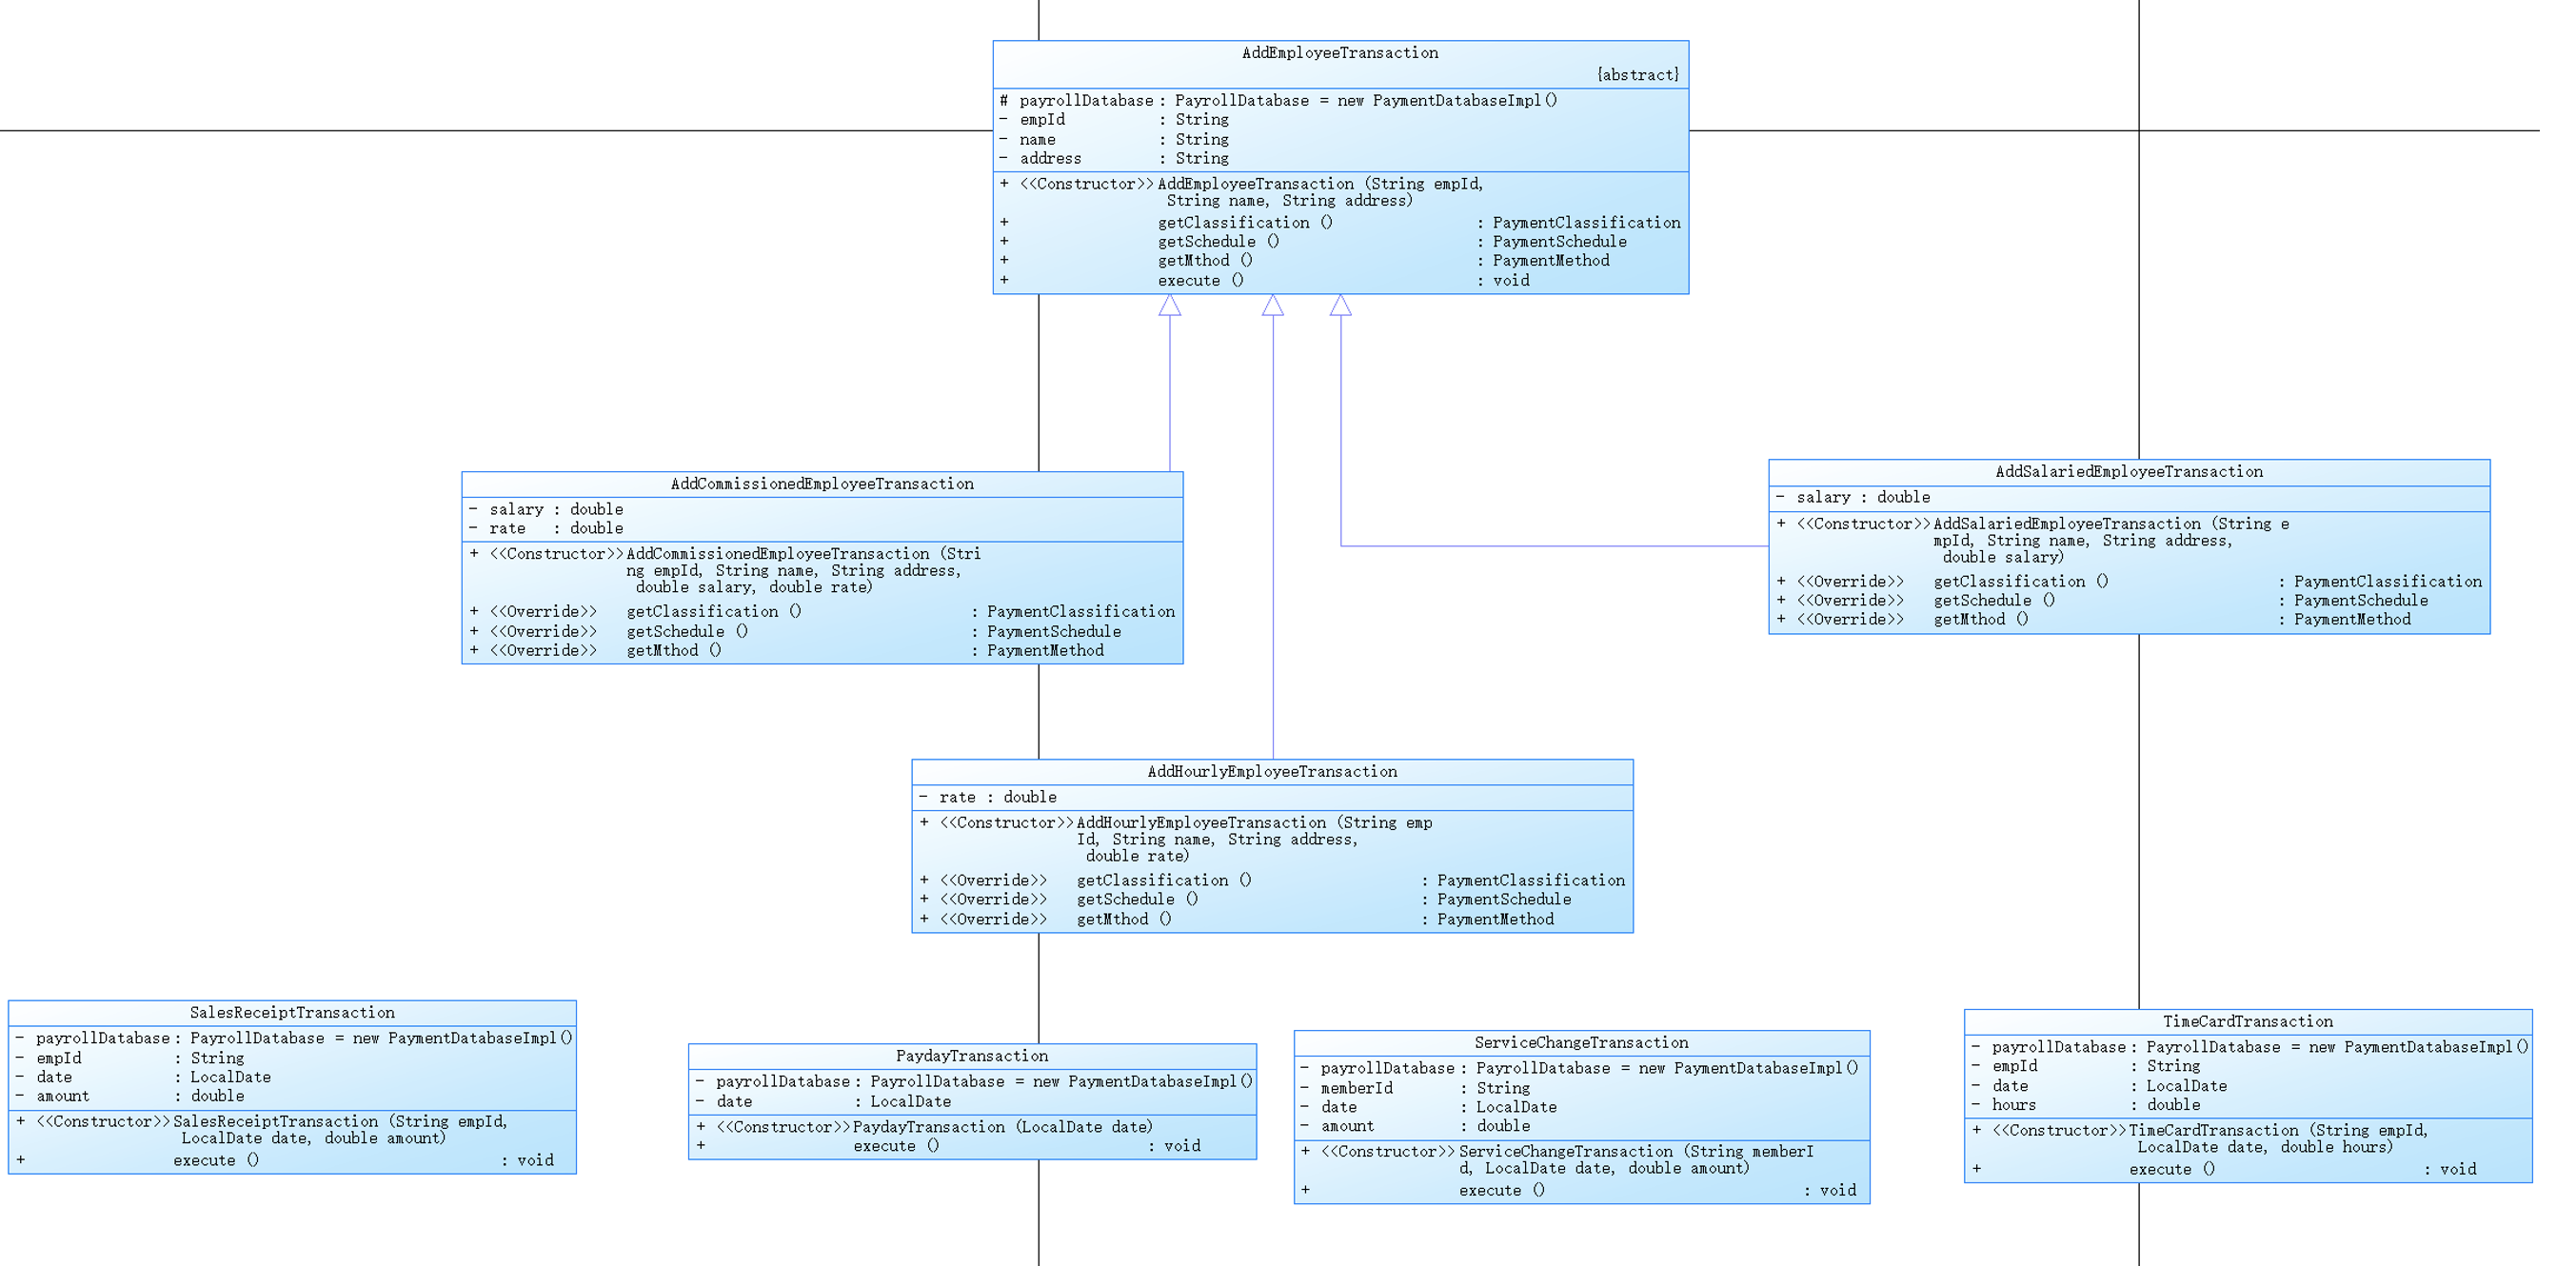 AddEmployeeTransaction
{abstract}
# payrollDatabase : PayrollDatabase = new PaymentDatabaseImpl()
- empId : String
- name : String
- address : String
+ <<Constructor>> AddEmployeeTransaction (String empId,
String name, String address)
+ getClassification () : PaymentClassification
+ getSchedule () : PaymentSchedule
+ getMthod () : PaymentMethod
+ execute () : void
AddCommissionedEmployeeTransaction
- salary : double
- rate : double
+ <<Constructor>> AddCommissionedEmployeeTransaction (Stri
ng empId, String name, String address,
double salary, double rate)
+ <<Override>> getClassification () : PaymentClassification
+ <<Override>> getSchedule () : PaymentSchedule
+ <<Override>> getMthod () : PaymentMethod
AddSalariedEmployeeTransaction
- salary : double
+ <<Constructor>> AddSalariedEmployeeTransaction (String e
mpId, String name, String address,
double salary)
+ <<Override>> getClassification () : PaymentClassification
+ <<Override>> getSchedule () : PaymentSchedule
+ <<Override>> getMthod () : PaymentMethod
AddHourlyEmployeeTransaction
- rate : double
+ <<Constructor>> AddHourlyEmployeeTransaction (String emp
Id, String name, String address,
double rate)
+ <<Override>> getClassification () : PaymentClassification
+ <<Override>> getSchedule () : PaymentSchedule
+ <<Override>> getMthod () : PaymentMethod
SalesReceiptTransaction
- payrollDatabase : PayrollDatabase = new PaymentDatabaseImpl()
- empId : String
- date : LocalDate
- amount : double
+ <<Constructor>> SalesReceiptTransaction (String empId,
LocalDate date, double amount)
+ execute () : void
PaydayTransaction
- payrollDatabase : PayrollDatabase = new PaymentDatabaseImpl()
- date : LocalDate
+ <<Constructor>> PaydayTransaction (LocalDate date)
+ execute () : void
ServiceChangeTransaction
- payrollDatabase : PayrollDatabase = new PaymentDatabaseImpl()
- memberId : String
- date : LocalDate
- amount : double
+ <<Constructor>> ServiceChangeTransaction (String memberI
d, LocalDate date, double amount)
+ execute () : void
TimeCardTransaction
- payrollDatabase : PayrollDatabase = new PaymentDatabaseImpl()
- empId : String
- date : LocalDate
- hours : double
+ <<Constructor>> TimeCardTransaction (String empId,
LocalDate date, double hours)
+ execute () : void